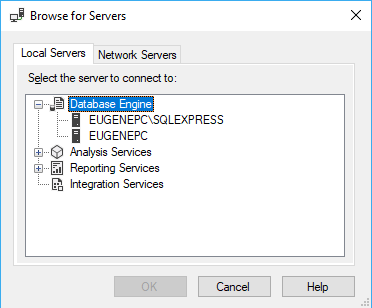 Browse for Servers
Local Servers
Network Servers
Select the server to connect to:
Database Engine
EUGENEPC\SQLEXPRESS
EUGENEPC
Analysis Services
Reporting Services
Integration Services
OK
Cancel
Help